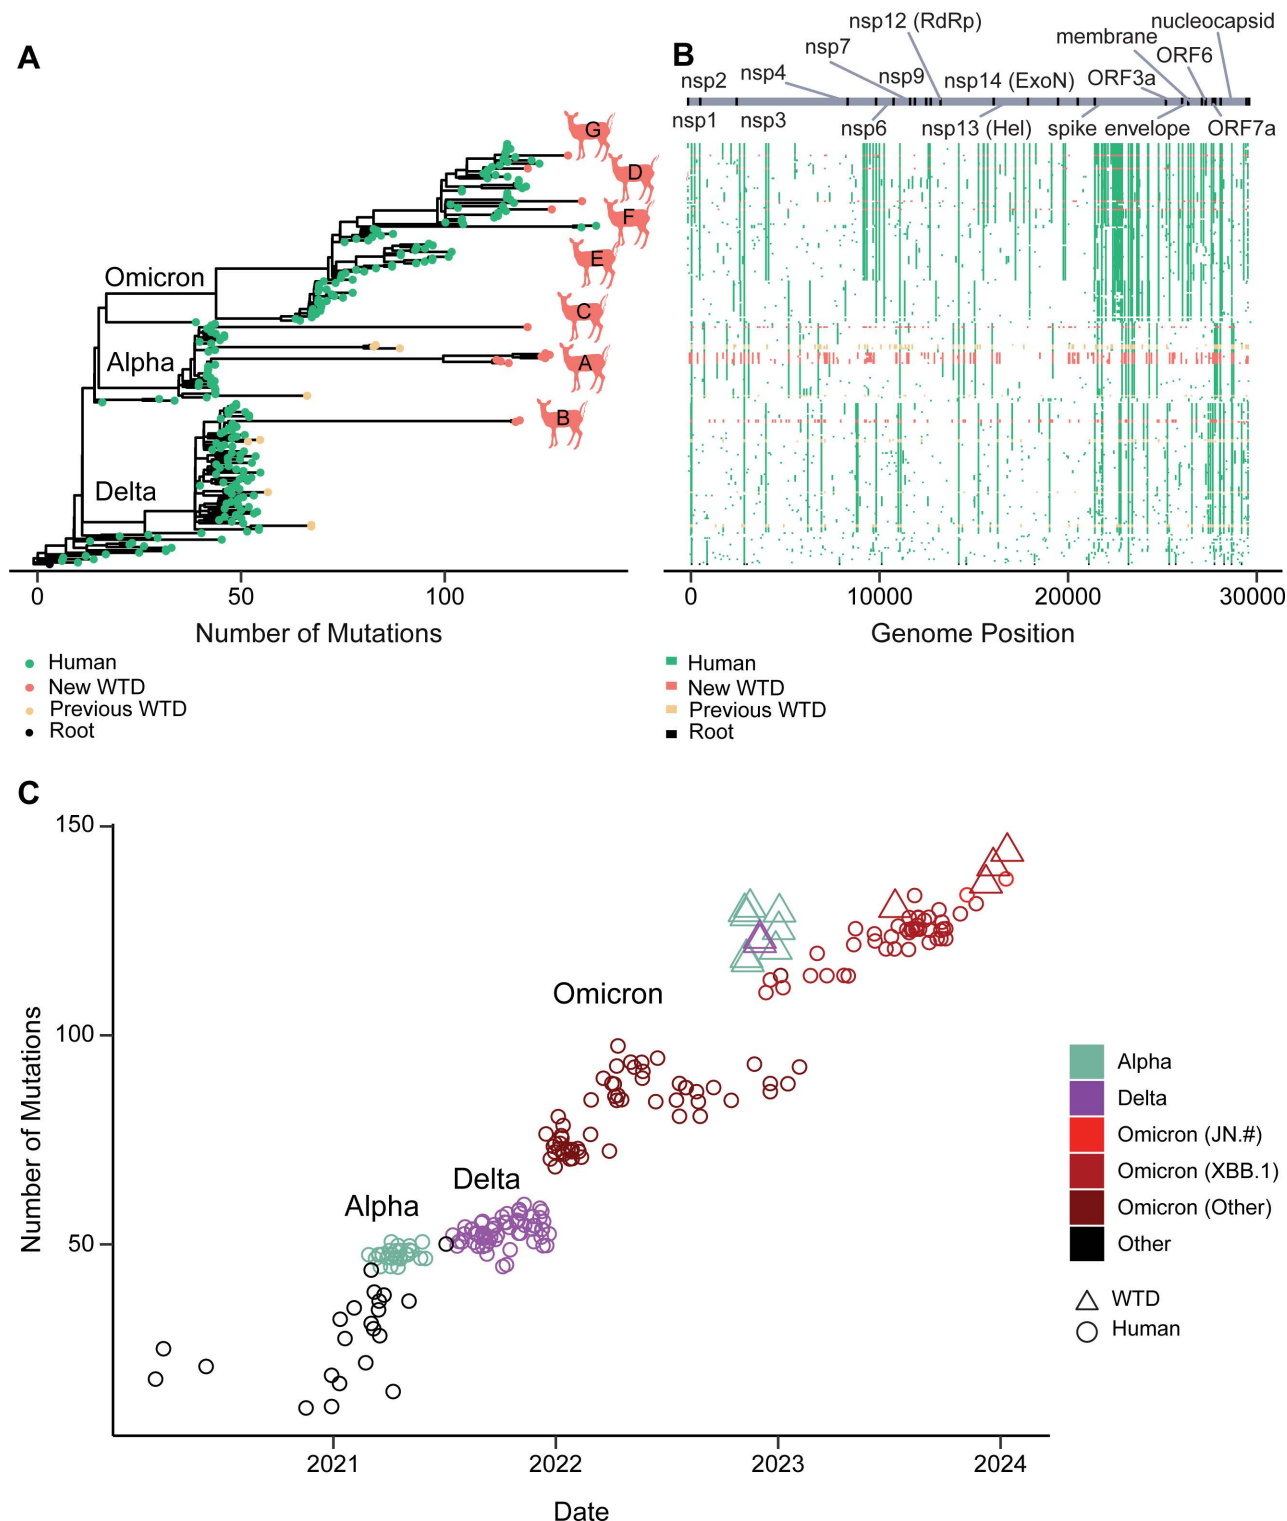 A
G
D
F
E
C
A
B
Omicron
Alpha
Delta
0 50 100
Number of Mutations
Human
New WTD
Previous WTD
Root
B
nsp12 (RdRp) nucleocapsid
nsp7 membrane ORF6
nsp2 nsp4 nsp9 nsp14 (ExoN) ORF3a
nsp1 nsp3 nsp6 nsp13 (Hel) spike envelope ORF7a
0 10000 20000 30000
Genome Position
Human
New WTD
Previous WTD
Root
C
150
100
50
Number of Mutations
Omicron
Delta
Alpha
2021 2022 2023 2024
Date
Alpha
Delta
Omicron (JN.#)
Omicron (XBB.1)
Omicron (Other)
Other
WTD
Human